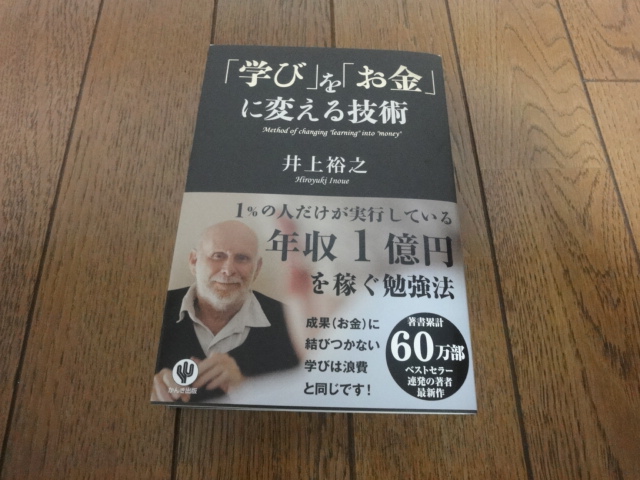 「学び」を「お金」
に変える技術
Method of changing "learning" into "money"
井上裕之
Hiroyuki Inoue
1%の人だけが実行している
年収1億円
を稼ぐ勉強法
成果(お金)に
結びつかない
学びは浪費
と同じです!
著書累計
60万部
ベストセラー
連発の著者
最新作
かんき出版